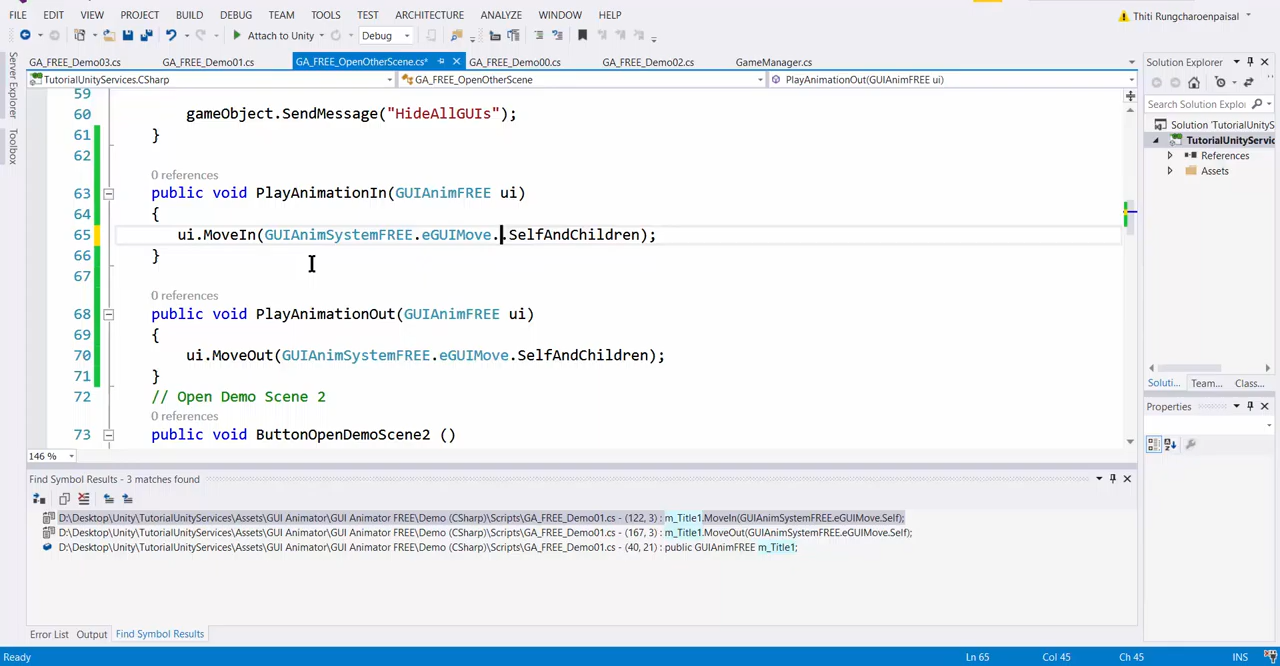 FILE EDIT VIEW PROJECT BUILD DEBUG TEAM TOOLS TEST ARCHITECTURE ANALYZE WINDOW HELP
Thiti Rungcharoenpaisal
Attach to Unity Debug
Server Explorer
Toolbox
GA_FREE_Demo03.cs GA_FREE_Demo01.cs GA_FREE_OpenOtherScene.cs* GA_FREE_Demo00.cs GA_FREE_Demo02.cs GameManager.cs
TutorialUnityServices.CSharp GA_FREE_OpenOtherScene PlayAnimationOut(GUIAnimFREE ui)
59
60 gameObject.SendMessage("HideAllGUIs");
61 }
62
0 references
63 public void PlayAnimationIn(GUIAnimFREE ui)
64 {
65 ui.MoveIn(GUIAnimSystemFREE.eGUIMove..SelfAndChildren);
66 }
67
0 references
68 public void PlayAnimationOut(GUIAnimFREE ui)
69 {
70 ui.MoveOut(GUIAnimSystemFREE.eGUIMove.SelfAndChildren);
71 }
72 // Open Demo Scene 2
0 references
73 public void ButtonOpenDemoScene2 ()
146 %
Solution Explorer
Search Solution Explo
Solution 'TutorialUnityS
TutorialUnityServic
References
Assets
Soluti... Team... Class...
Properties
Find Symbol Results - 3 matches found
D:\Desktop\Unity\TutorialUnityServices\Assets\GUI Animator\GUI Animator FREE\Demo (CSharp)\Scripts\GA_FREE_Demo01.cs - (122, 3) : m_Title1.MoveIn(GUIAnimSystemFREE.eGUIMove.Self);
D:\Desktop\Unity\TutorialUnityServices\Assets\GUI Animator\GUI Animator FREE\Demo (CSharp)\Scripts\GA_FREE_Demo01.cs - (167, 3) : m_Title1.MoveOut(GUIAnimSystemFREE.eGUIMove.Self);
D:\Desktop\Unity\TutorialUnityServices\Assets\GUI Animator\GUI Animator FREE\Demo (CSharp)\Scripts\GA_FREE_Demo01.cs - (40, 21) : public GUIAnimFREE m_Title1;
Error List Output Find Symbol Results
Ready Ln 65 Col 45 Ch 45 INS